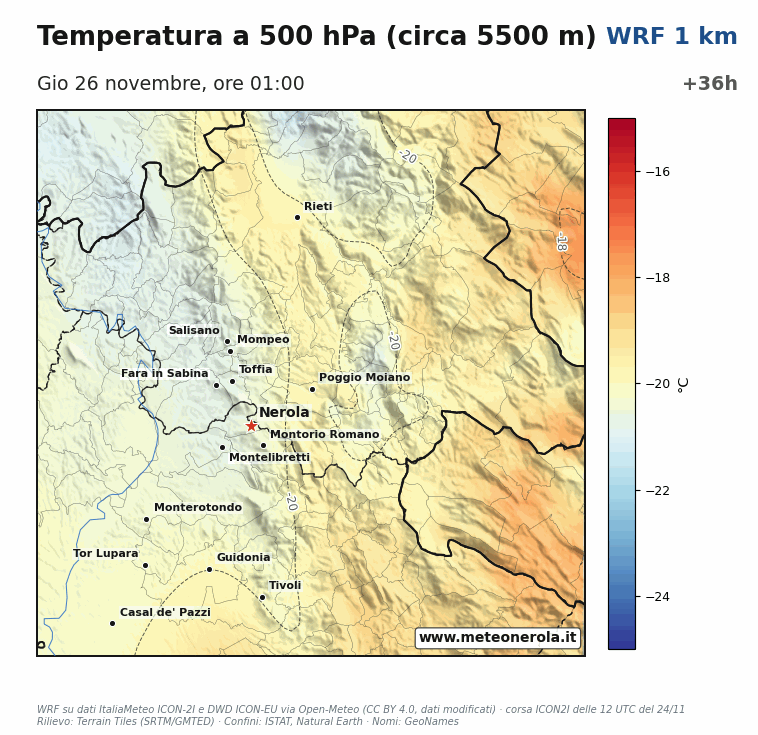 Temperatura a 500 hPa (circa 5500 m) WRF 1 km
Gio 26 novembre, ore 01:00 +36h
-20
Rieti
-18
Salisano
Mompeo
-20
Fara in Sabina
Toffia
Poggio Moiano
Nerola
Montorio Romano
Montelibretti
-20
Monterotondo
Tor Lupara
Guidonia
Tivoli
Casal de' Pazzi
www.meteonerola.it
−16
−18
−20
−22
−24
°C
WRF su dati ItaliaMeteo ICON-2I e DWD ICON-EU via Open-Meteo (CC BY 4.0, dati modificati) · corsa ICON2I delle 12 UTC del 24/11
Rilievo: Terrain Tiles (SRTM/GMTED) · Confini: ISTAT, Natural Earth · Nomi: GeoNames